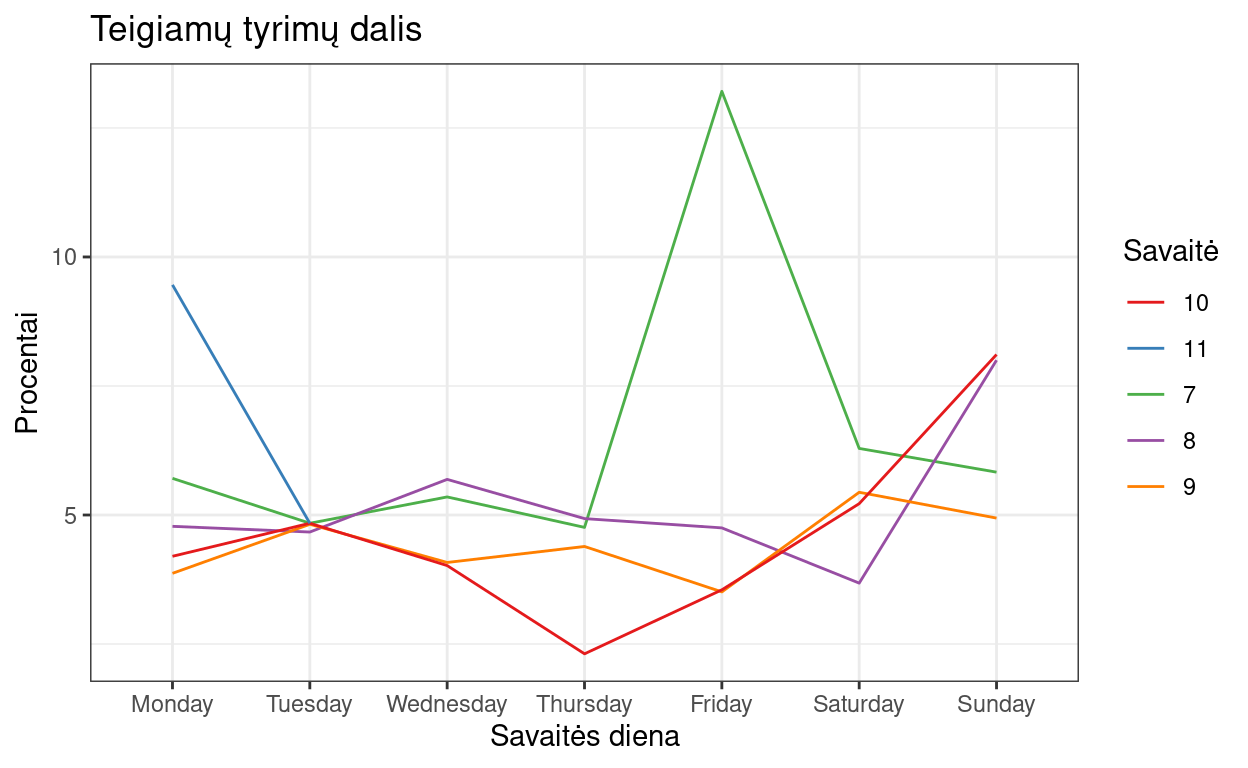 Teigiamų tyrimų dalis
Procentai
10
5
Monday
Tuesday
Wednesday
Thursday
Friday
Saturday
Sunday
Savaitės diena
Savaitė
10
11
7
8
9